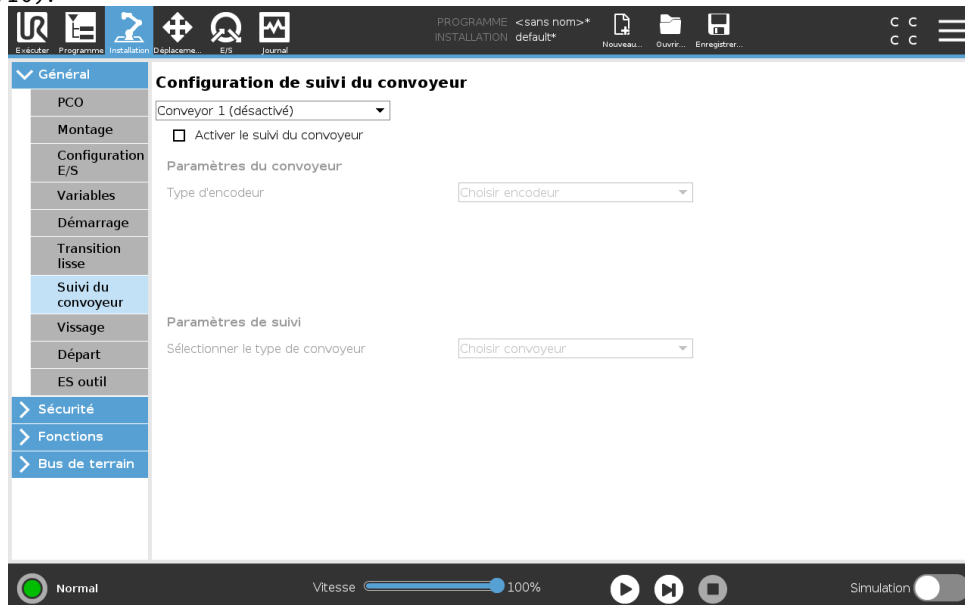 PROGRAMME <sans nom>*
INSTALLATION default*
C C
C C
Exécuter Programme Installation Déplaceme... E/S Journal Nouveau... Ouvrir... Enregistrer...
Général
PCO
Montage
Configuration
E/S
Variables
Démarrage
Transition
lisse
Suivi du
convoyeur
Vissage
Départ
ES outil
Sécurité
Fonctions
Bus de terrain
Configuration de suivi du convoyeur
Conveyor 1 (désactivé)
Activer le suivi du convoyeur
Paramètres du convoyeur
Type d'encodeur Choisir encodeur
Paramètres de suivi
Sélectionner le type de convoyeur Choisir convoyeur
Normal Vitesse 100% Simulation